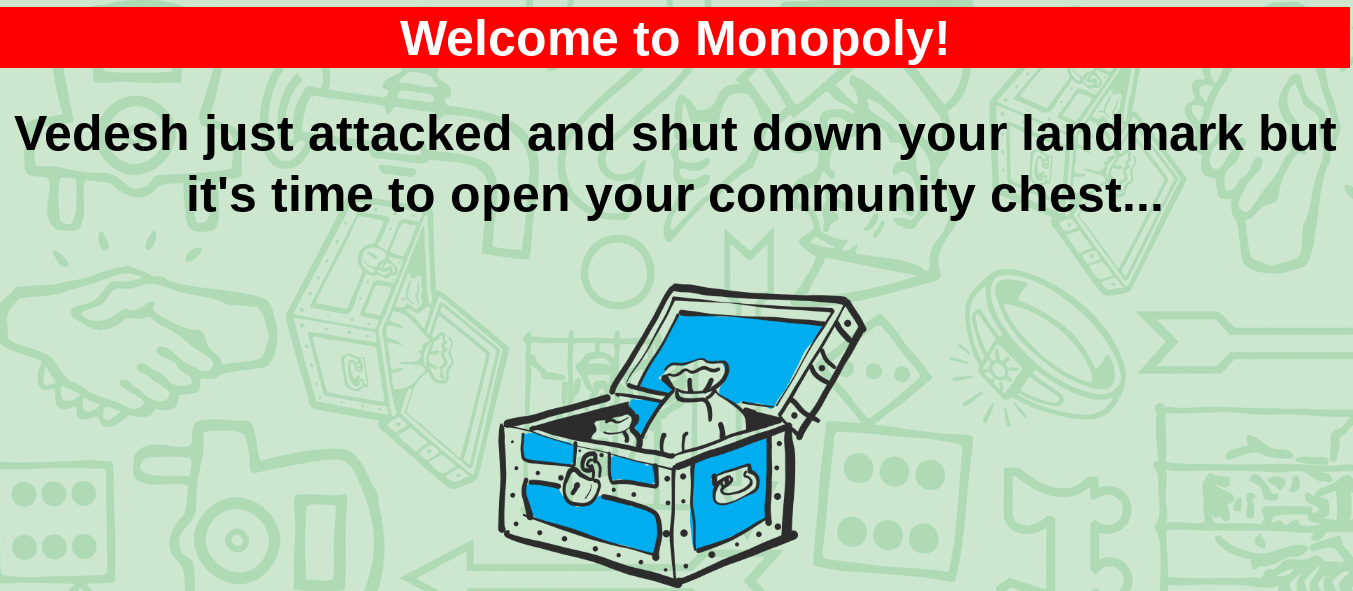 Welcome to Monopoly!
Vedesh just attacked and shut down your landmark but
it's time to open your community chest...